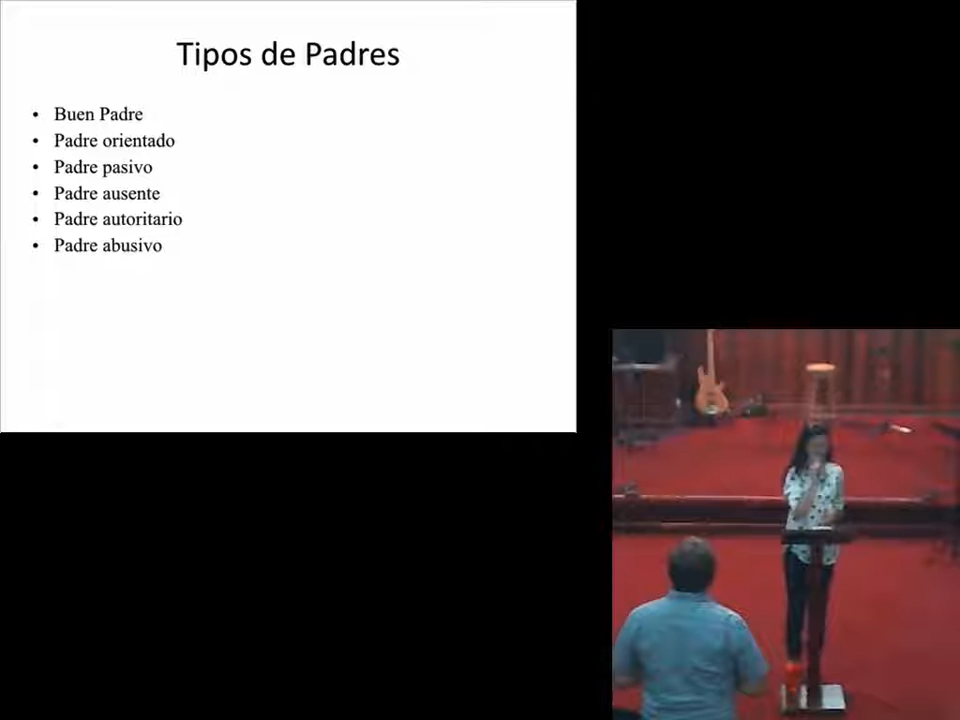 Tipos de Padres
• Buen Padre
• Padre orientado
• Padre pasivo
• Padre ausente
• Padre autoritario
• Padre abusivo